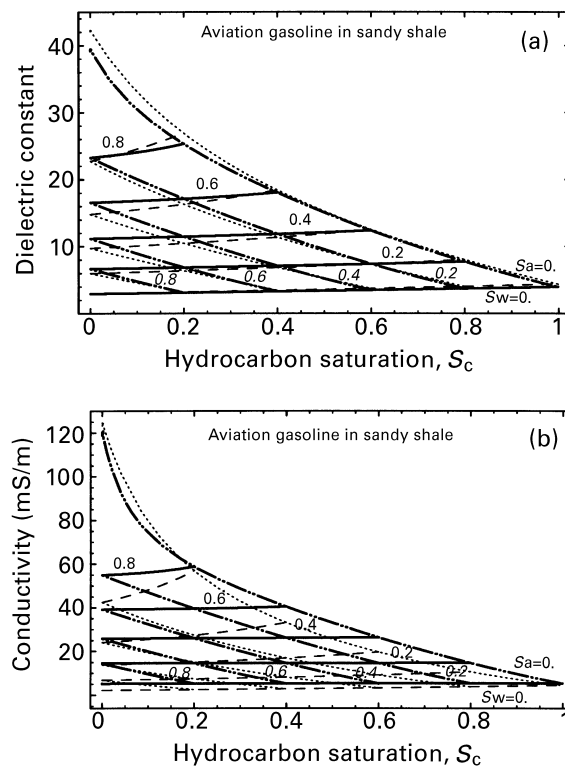 Aviation gasoline in sandy shale
(a)
40
30
20
10
0
Dielectric constant
0.8
0.6
0.4
0.2
0.8
0.6
0.4
0.2
Sa=0.
Sw=0.
0 0.2 0.4 0.6 0.8 1
Hydrocarbon saturation, Sc
Aviation gasoline in sandy shale
(b)
120
100
80
60
40
20
Conductivity (mS/m)
0.8
0.6
0.4
0.2
0.8
0.6
0.4
0.2
Sa=0.
Sw=0.
0 0.2 0.4 0.6 0.8 1
Hydrocarbon saturation, Sc